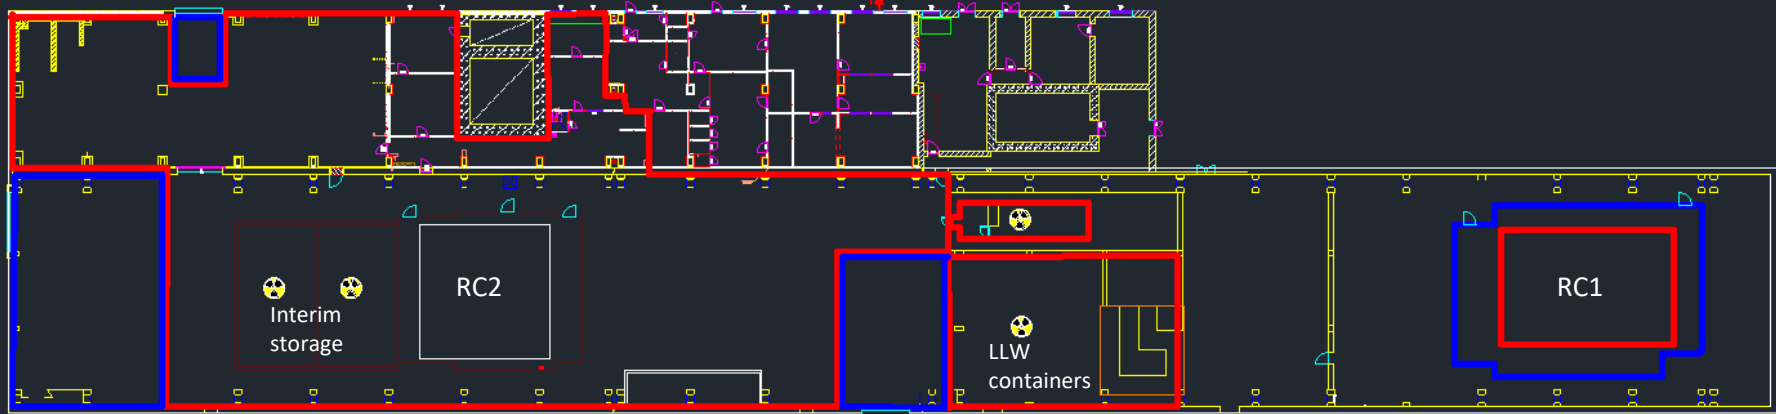 RC2
RC1
Interim
storage
LLW
containers